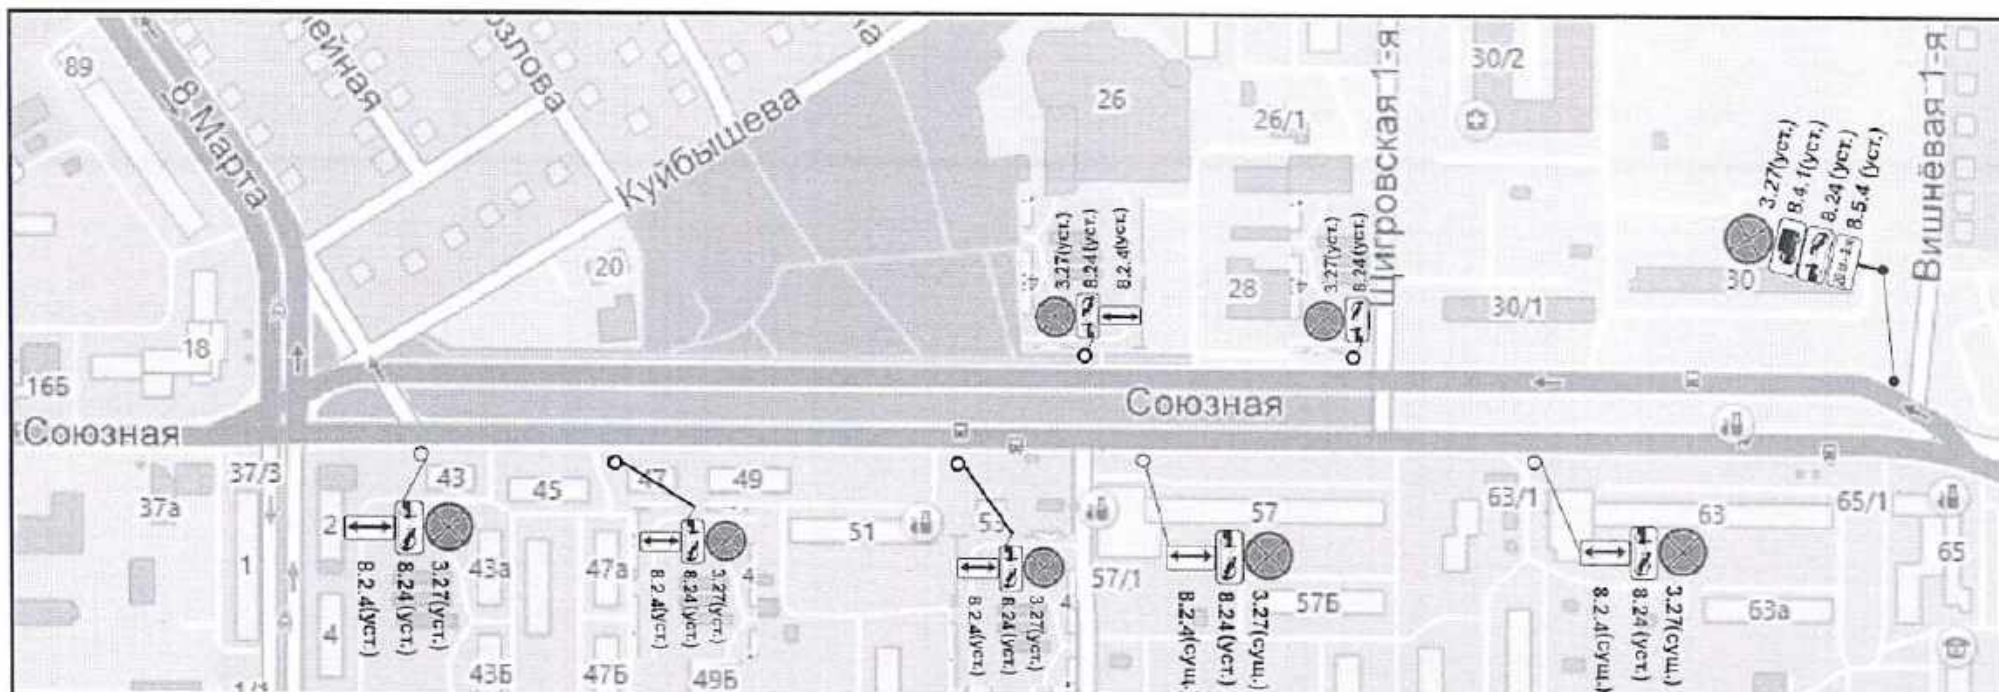 89
8 Марта
ейная
озлова
Куйбышева
26
26/1
Щигровская 1-я
30/2
Вишнёвая 1-я
3.27(уст.)
8.4.1(уст.)
8.24(уст.)
8.5.4 (уст.)
20
3.27(уст.)
8.24(уст.)
8.2.4(уст.)
28
3.27(уст.)
8.24(уст.)
30/1
30
18
16Б
Союзная
Союзная
37/3
37а
1
2
4
43
45
47
49
51
57
57/1
63/1
63
65/1
65
8.2.4(уст.)
8.24(уст.)
3.27(уст.)
47а
8.2.4(уст.)
8.24(уст.)
3.27(уст.)
8.2.4(уст.)
8.24(уст.)
3.27(уст.)
8.2.4(сущ.)
8.24(уст.)
3.27(сущ.)
57Б
8.2.4(сущ.)
8.24(уст.)
3.27(сущ.)
63а
43Б
47Б
49Б
1/1